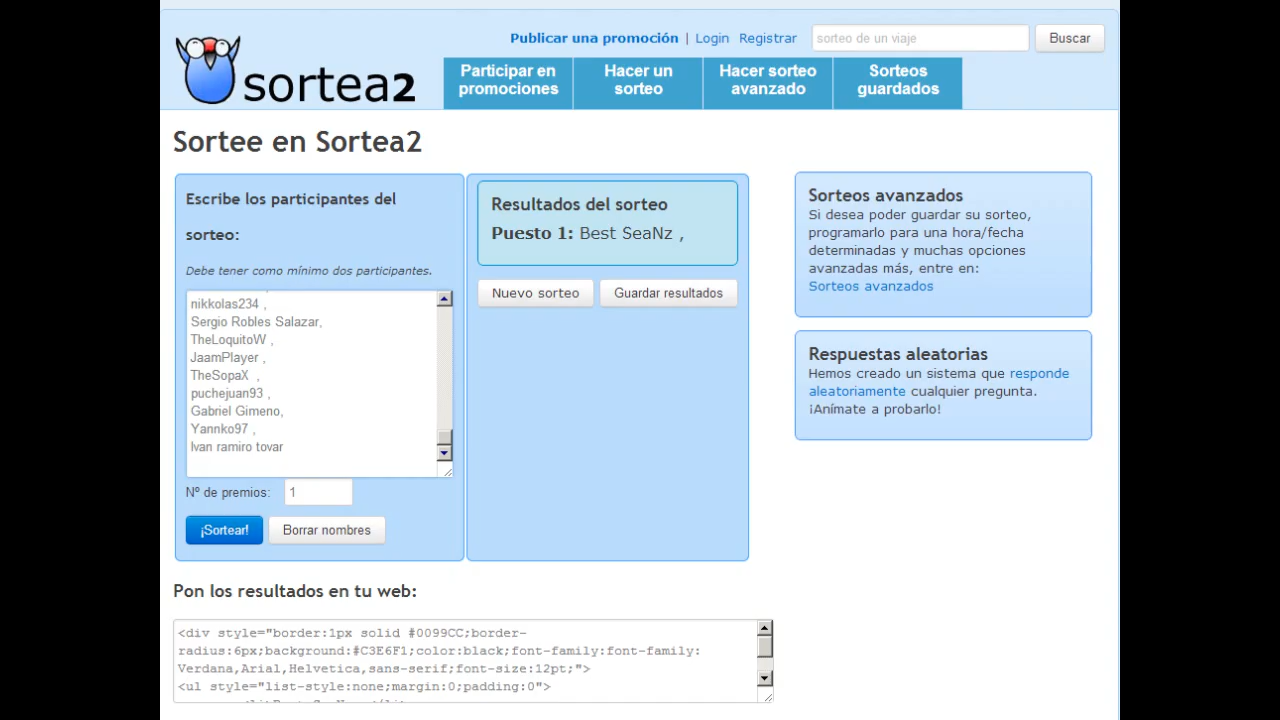 Publicar una promoción | Login Registrar sorteo de un viaje Buscar
sortea2
Participar en promociones
Hacer un sorteo
Hacer sorteo avanzado
Sorteos guardados
Sortee en Sortea2
Escribe los participantes del
sorteo:
Debe tener como mínimo dos participantes.
nikkolas234 ,
Sergio Robles Salazar,
TheLoquitoW ,
JaamPlayer ,
TheSopaX ,
puchejuan93 ,
Gabriel Gimeno,
Yannko97 ,
Ivan ramiro tovar
Nº de premios: 1
¡Sortear! Borrar nombres
Resultados del sorteo
Puesto 1: Best SeaNz ,
Nuevo sorteo Guardar resultados
Sorteos avanzados
Si desea poder guardar su sorteo,
programarlo para una hora/fecha
determinadas y muchas opciones
avanzadas más, entre en:
Sorteos avanzados
Respuestas aleatorias
Hemos creado un sistema que responde
aleatoriamente cualquier pregunta.
¡Anímate a probarlo!
Pon los resultados en tu web:
<div style="border:1px solid #0099CC;border-
radius:6px;background:#C3E6F1;color:black;font-family:font-family:
Verdana,Arial,Helvetica,sans-serif;font-size:12pt;">
<ul style="list-style:none;margin:0;padding:0">